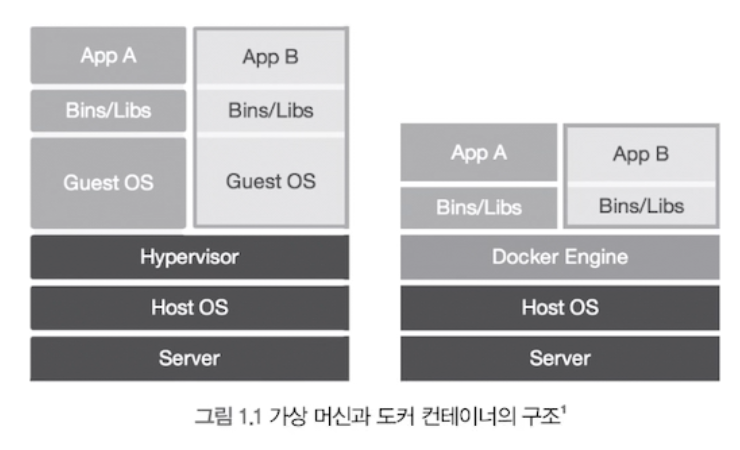 App A
App B
Bins/Libs
Bins/Libs
Guest OS
Guest OS
Hypervisor
Host OS
Server
App A
App B
Bins/Libs
Bins/Libs
Docker Engine
Host OS
Server
그림 1.1 가상 머신과 도커 컨테이너의 구조¹